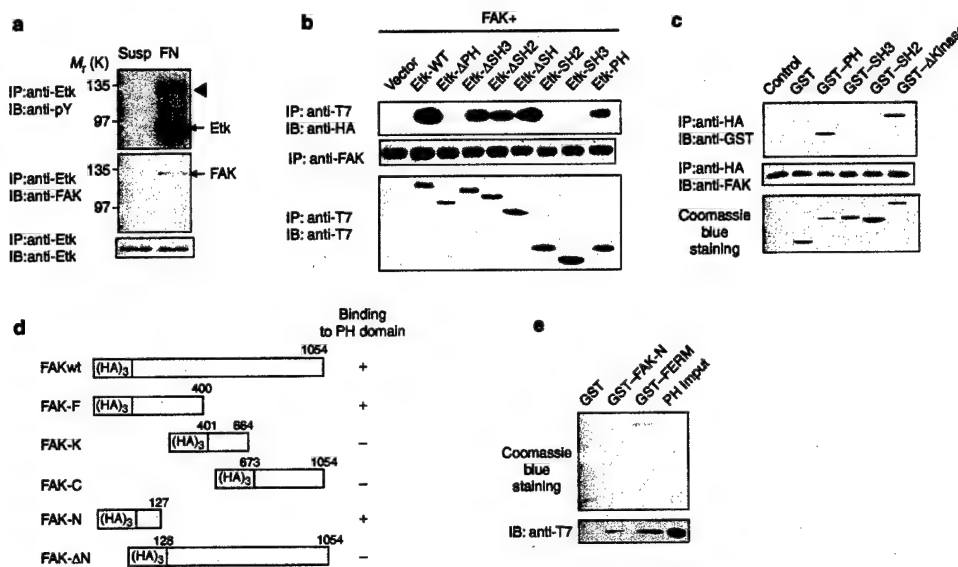 a
Susp FN
Mr (K)
135
IP:anti-Etk
IB:anti-pY
97
Etk
135
IP:anti-Etk
IB:anti-FAK
FAK
97
IP:anti-Etk
IB:anti-Etk
b
FAK+
Vector
Etk-WT
Etk-ΔPH
Etk-ΔSH3
Etk-ΔSH2
Etk-ΔSH
Etk-SH2
Etk-SH3
Etk-PH
IP: anti-T7
IB: anti-HA
IP: anti-FAK
IP: anti-T7
IB: anti-T7
c
Control
GST
GST–PH
GST–SH3
GST–SH2
GST–ΔKinase
IP:anti-HA
IB:anti-GST
IP:anti-HA
IB:anti-FAK
Coomassie
blue
staining
d
Binding
to PH domain
1054
FAKwt (HA)3 +
400
FAK-F (HA)3 +
401 664
FAK-K (HA)3 –
673 1054
FAK-C (HA)3 –
127
FAK-N (HA)3 +
128 1054
FAK-ΔN (HA)3 –
e
GST
GST–FAK-N
GST–FERM
PH Imput
Coomassie
blue
staining
IB: anti-T7